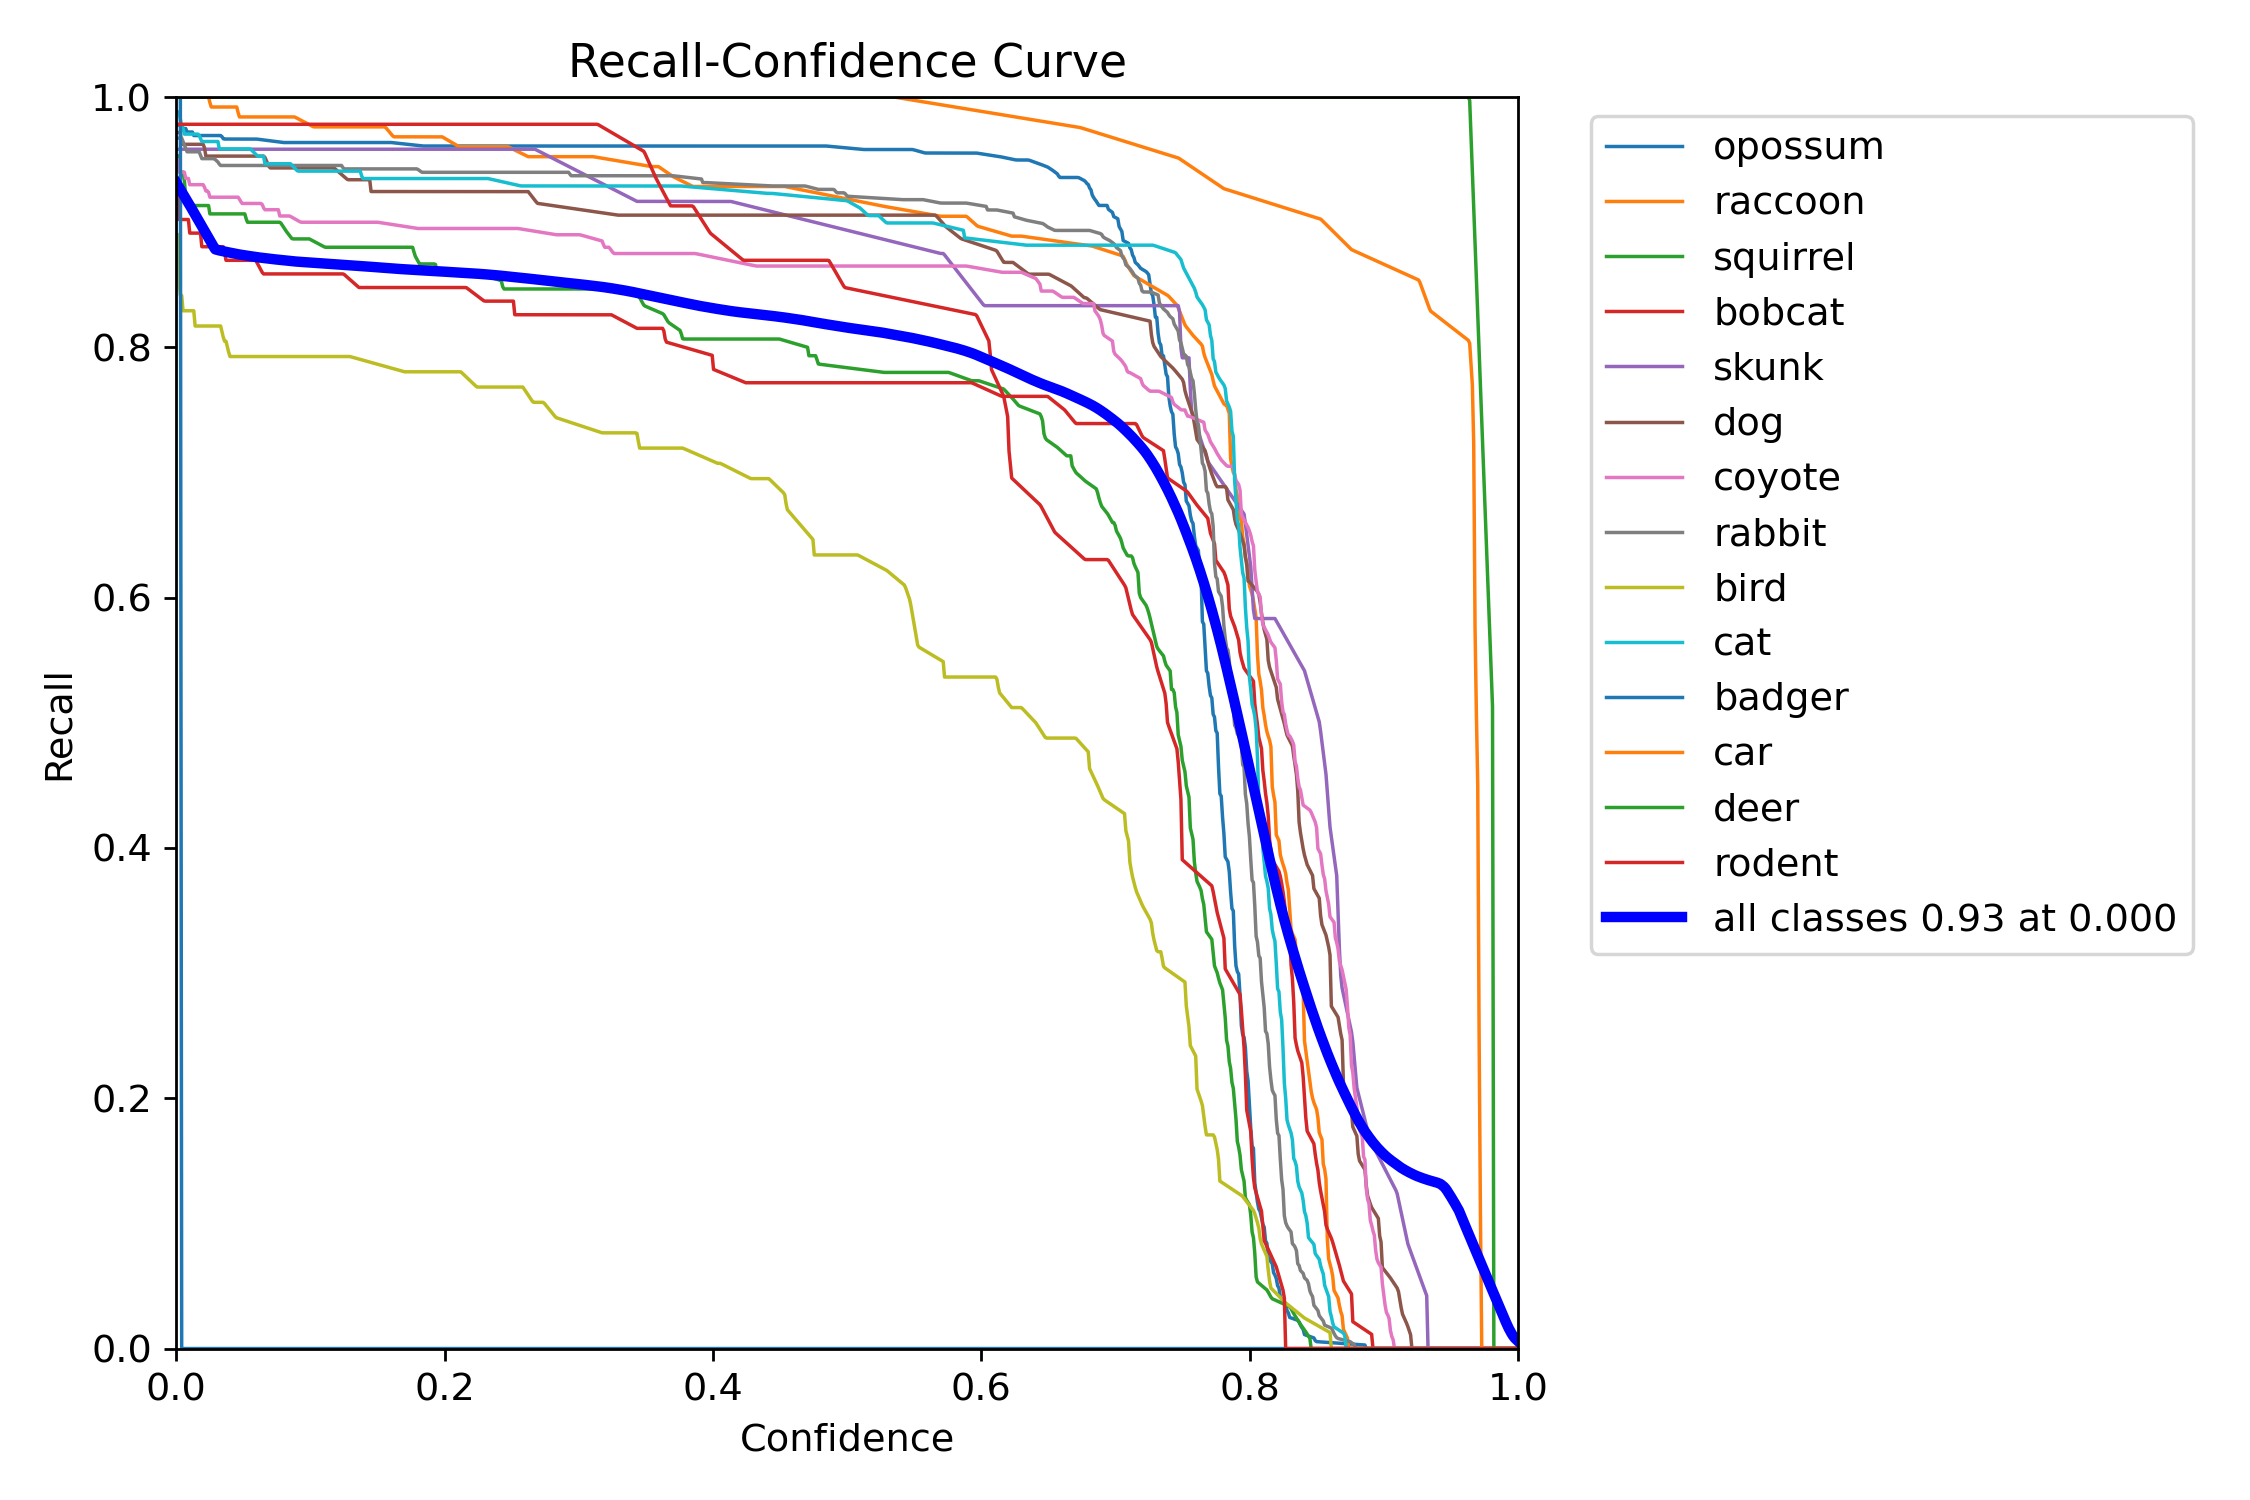 Recall-Confidence Curve
1.0
0.8
0.6
0.4
0.2
0.0
Recall
0.0 0.2 0.4 0.6 0.8 1.0
Confidence
opossum
raccoon
squirrel
bobcat
skunk
dog
coyote
rabbit
bird
cat
badger
car
deer
rodent
all classes 0.93 at 0.000